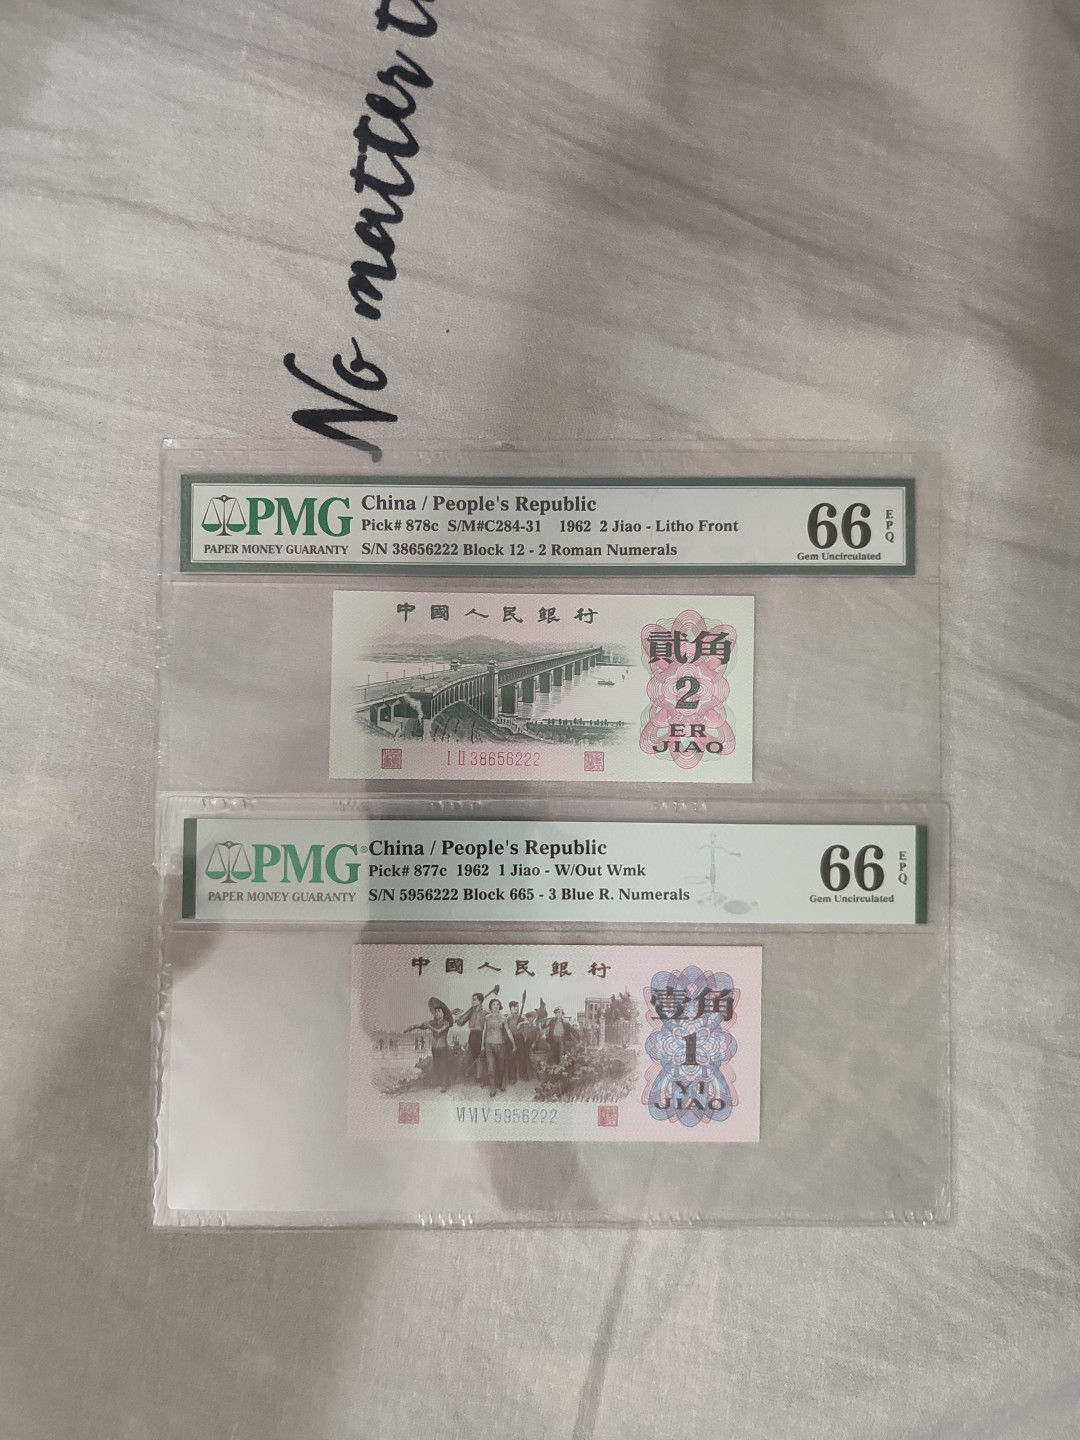 No matter
PMG
PAPER MONEY GUARANTY
China / People's Republic
Pick# 878c S/M#C284-31 1962 2 Jiao - Litho Front
S/N 38656222 Block 12 - 2 Roman Numerals
66
EPQ
Gem Uncirculated
中國人民銀行
貳角
2
ER
JIAO
I II 38656222
PMG
PAPER MONEY GUARANTY
China / People's Republic
Pick# 877c 1962 1 Jiao - W/Out Wmk
S/N 5956222 Block 665 - 3 Blue R. Numerals
66
EPQ
Gem Uncirculated
中國人民銀行
壹角
1
YI
JIAO
VI VI V 5956222